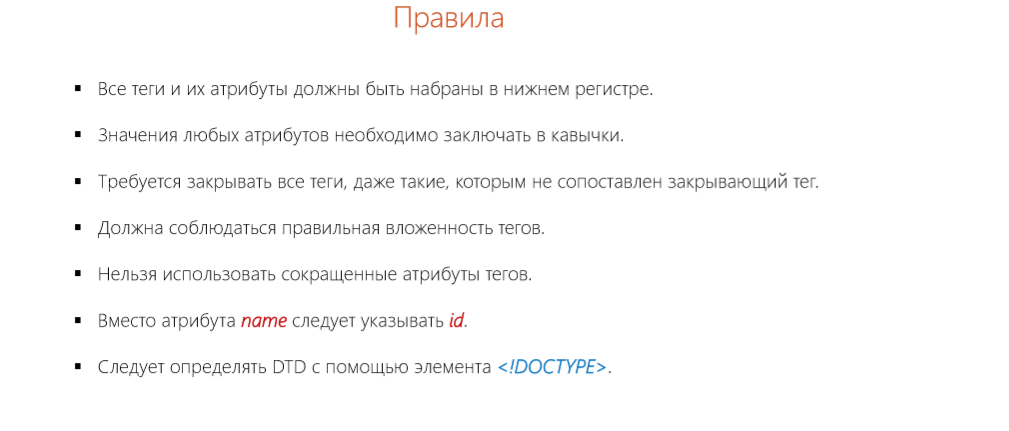 Правила
▪ Все теги и их атрибуты должны быть набраны в нижнем регистре.
▪ Значения любых атрибутов необходимо заключать в кавычки.
▪ Требуется закрывать все теги, даже такие, которым не сопоставлен закрывающий тег.
▪ Должна соблюдаться правильная вложенность тегов.
▪ Нельзя использовать сокращенные атрибуты тегов.
▪ Вместо атрибута name следует указывать id.
▪ Следует определять DTD с помощью элемента <!DOCTYPE>.